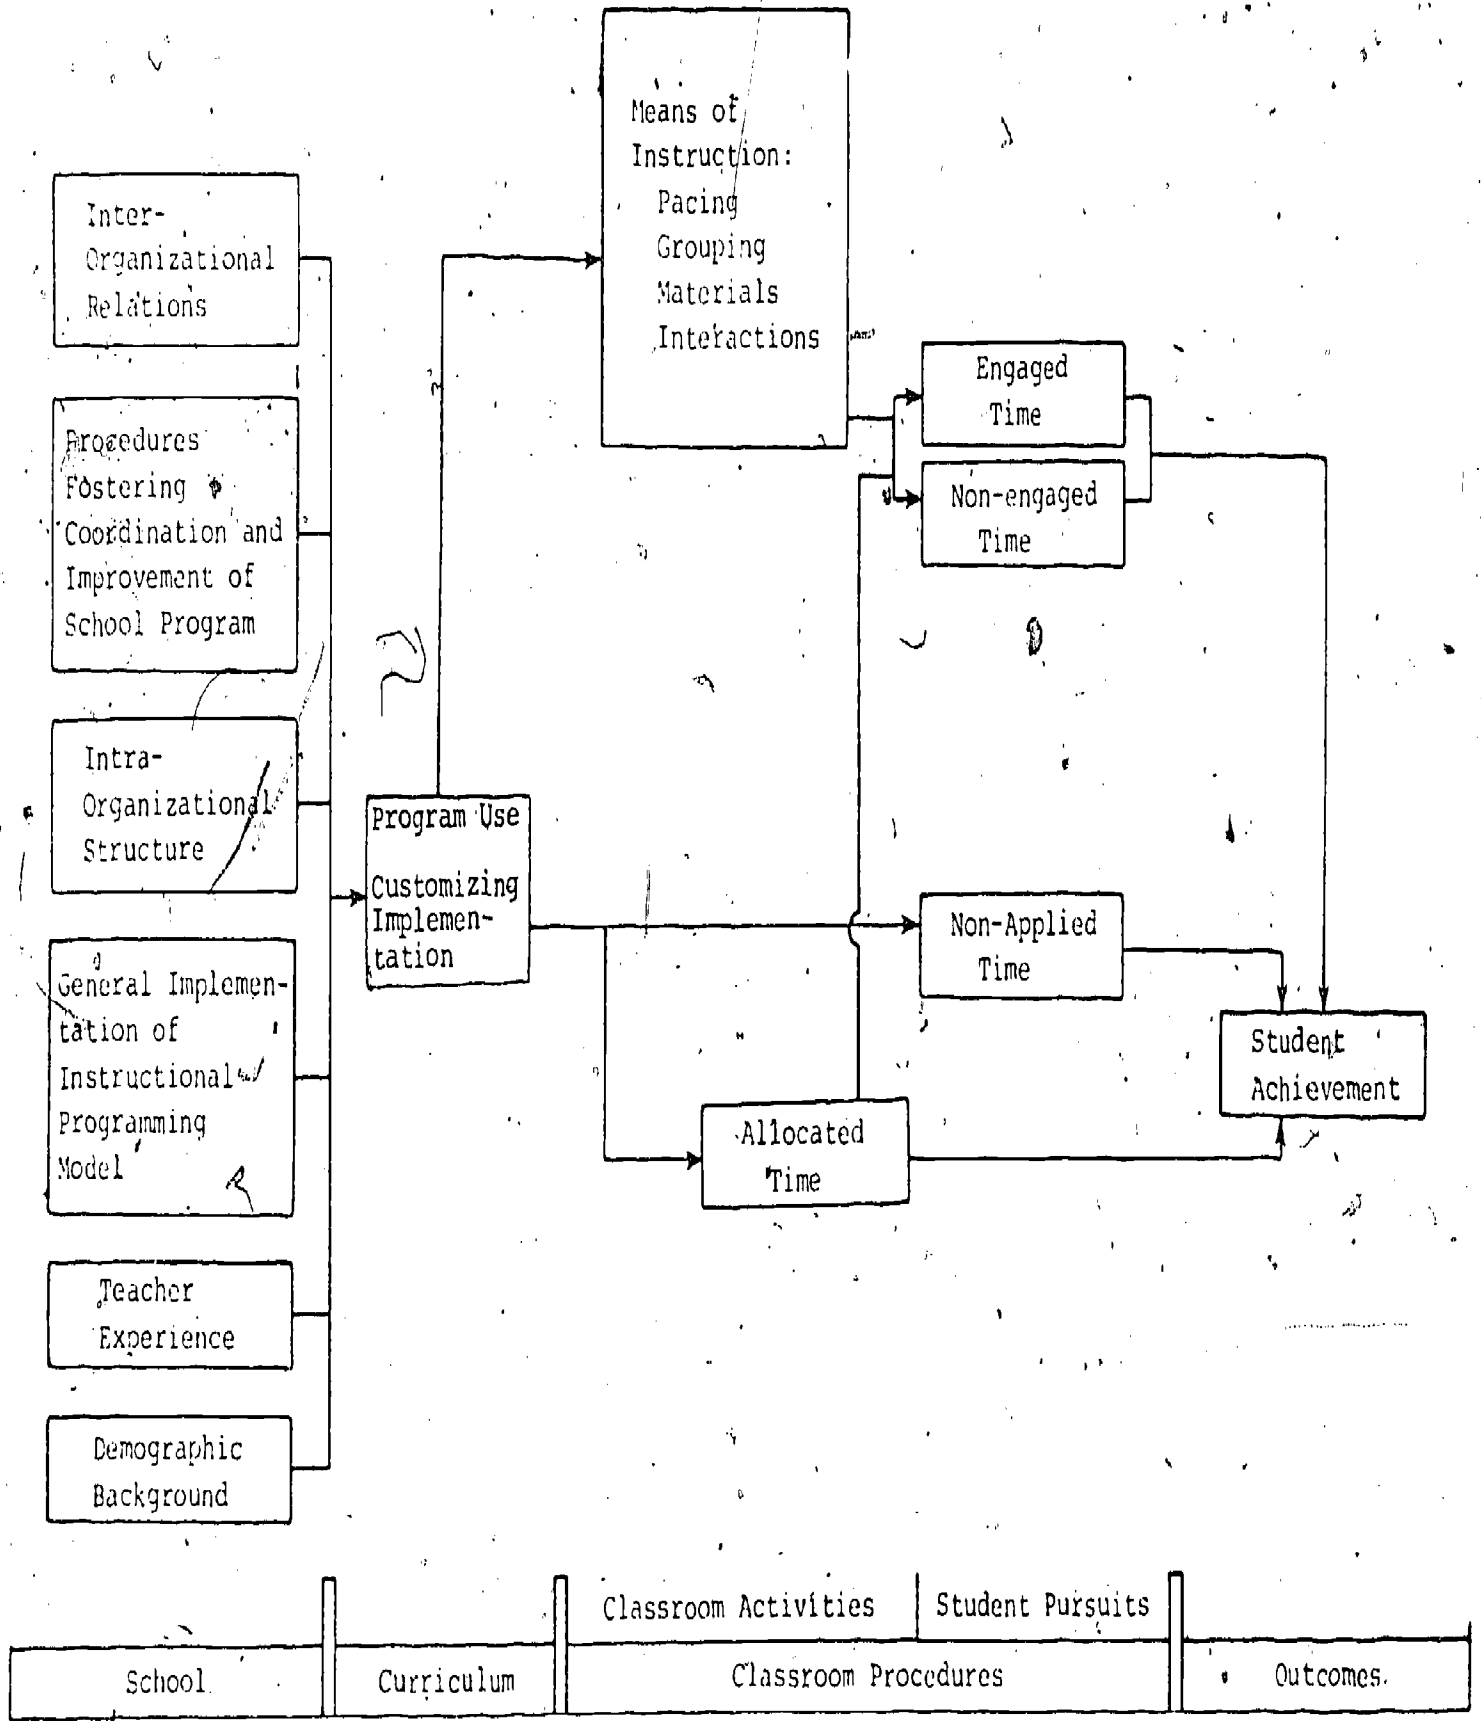 Means of
Instruction:
Pacing
Grouping
Materials
Interactions
Inter-
Organizational
Relations
Engaged
Time
Procedures
Fostering
Coordination and
Improvement of
School Program
Non-engaged
Time
Intra-
Organizational
Structure
Program Use
Customizing
Implemen-
tation
Non-Applied
Time
General Implemen-
tation of
Instructional
Programming
Model
Student
Achievement
Allocated
Time
Teacher
Experience
Demographic
Background
Classroom Activities
Student Pursuits
School
Curriculum
Classroom Procedures
Outcomes